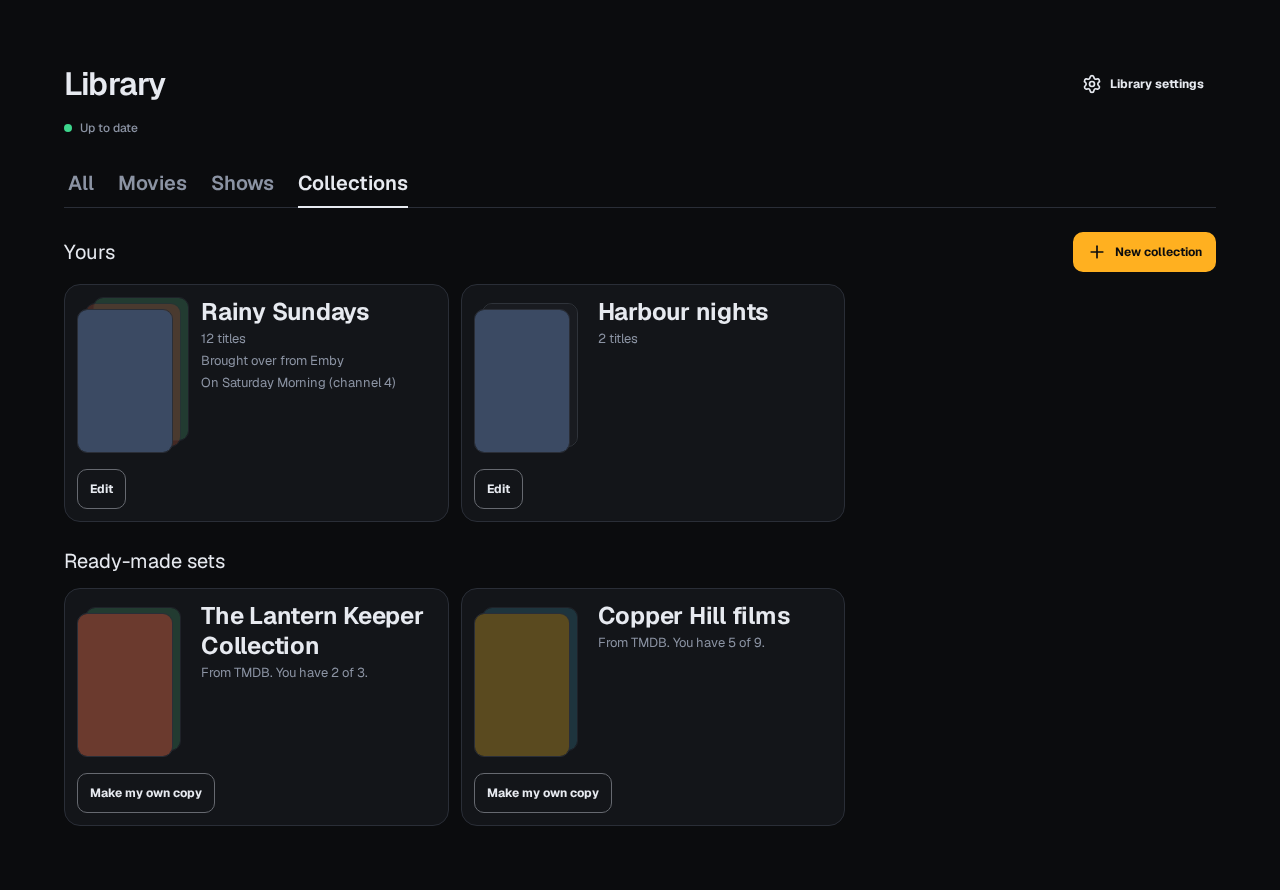 Library
Library settings
Up to date
All
Movies
Shows
Collections
Yours
New collection
Rainy Sundays
12 titles
Brought over from Emby
On Saturday Morning (channel 4)
Edit
Harbour nights
2 titles
Edit
Ready-made sets
The Lantern Keeper
Collection
From TMDB. You have 2 of 3.
Make my own copy
Copper Hill films
From TMDB. You have 5 of 9.
Make my own copy